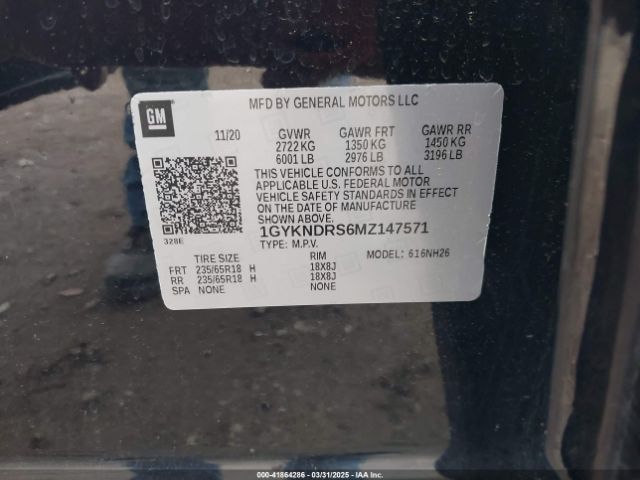 MFD BY GENERAL MOTORS LLC
GM
11/20 GVWR GAWR FRT GAWR RR
2722 KG 1350 KG 1450 KG
6001 LB 2976 LB 3196 LB
THIS VEHICLE CONFORMS TO ALL
APPLICABLE U.S. FEDERAL MOTOR
VEHICLE SAFETY STANDARDS IN EFFECT
ON THE DATE OF MANUFACTURE
SHOWN ABOVE.
1GYKNDRS6MZ147571
328E
TYPE: M.P.V. MODEL: 616NH26
TIRE SIZE RIM
FRT 235/65R18 H 18X8J
RR 235/65R18 H 18X8J
SPA NONE NONE
000-41864286 - 03/31/2025 - IAAI.COM